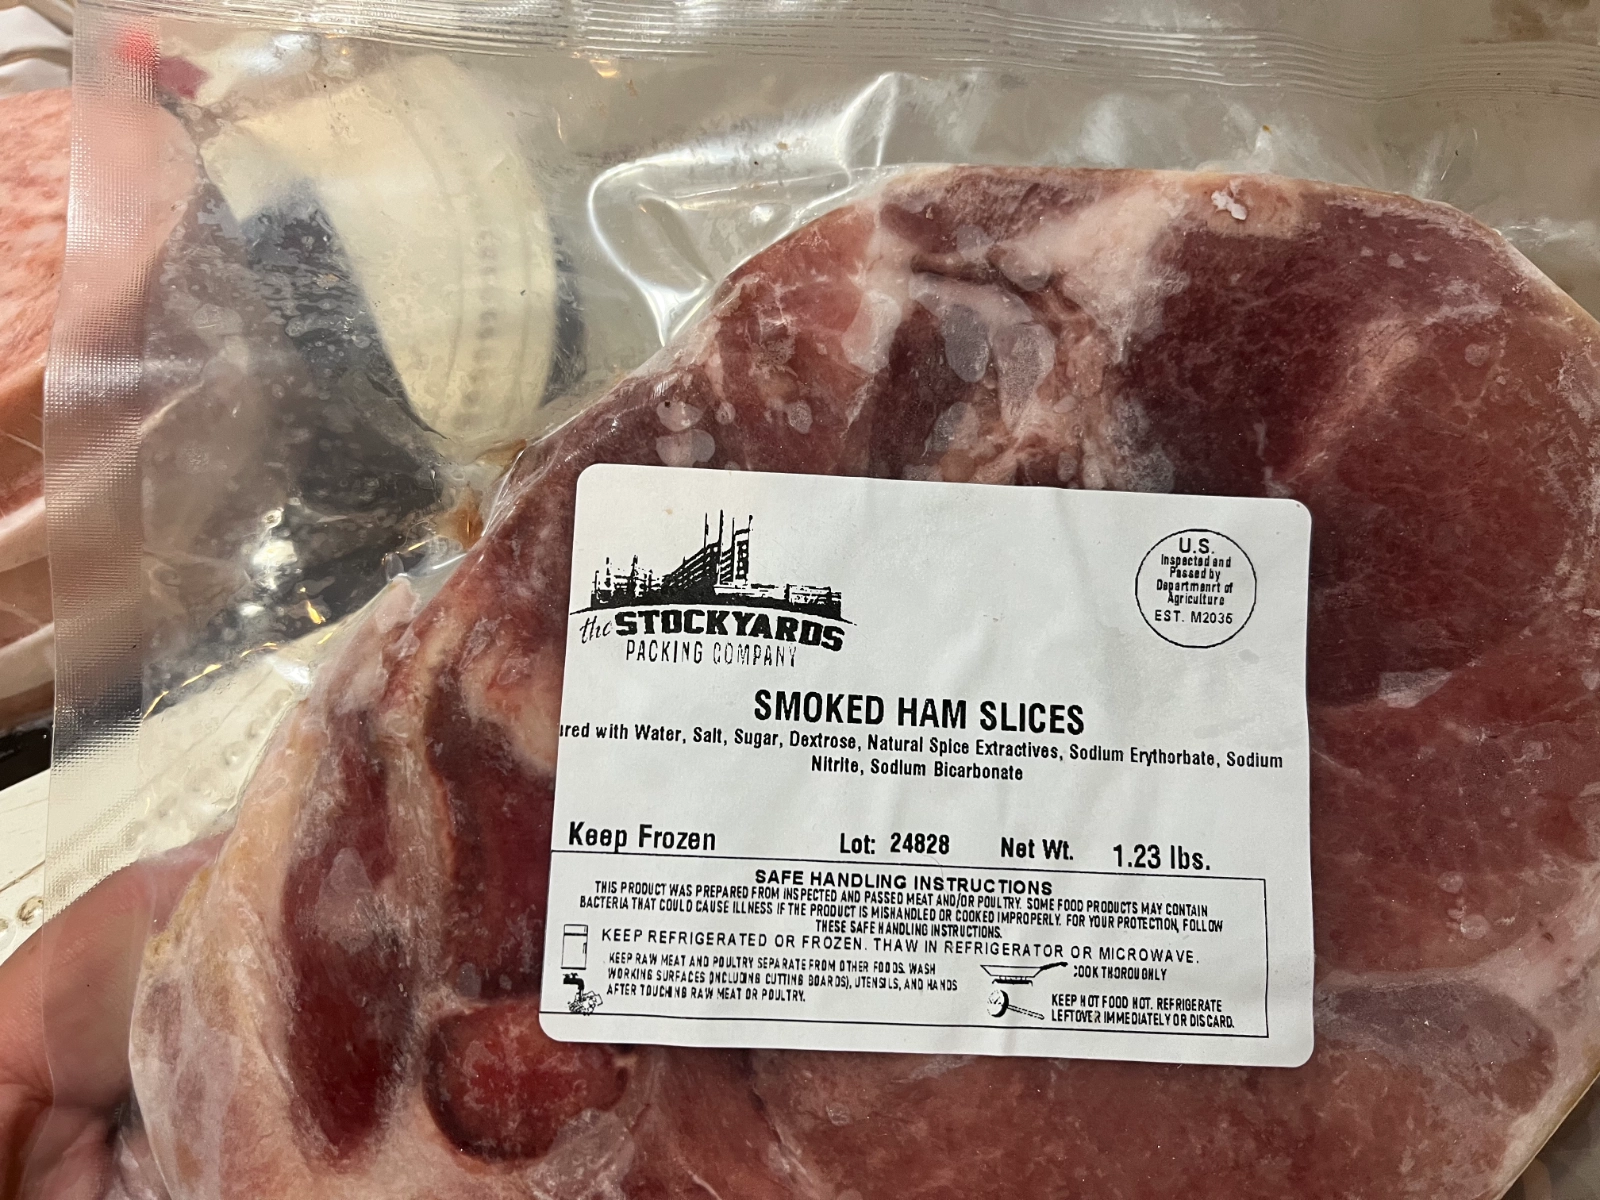 the STOCKYARDS
PACKING COMPANY
U.S.
Inspected and
Passed by
Departmenrt of
Agriculture
EST. M2035
SMOKED HAM SLICES
ured with Water, Salt, Sugar, Dextrose, Natural Spice Extractives, Sodium Erythorbate, Sodium
Nitrite, Sodium Bicarbonate
Keep Frozen Lot: 24828 Net Wt. 1.23 lbs.
SAFE HANDLING INSTRUCTIONS
THIS PRODUCT WAS PREPARED FROM INSPECTED AND PASSED MEAT AND/OR POULTRY. SOME FOOD PRODUCTS MAY CONTAIN
BACTERIA THAT COULD CAUSE ILLNESS IF THE PRODUCT IS MISHANDLED OR COOKED IMPROPERLY. FOR YOUR PROTECTION, FOLLOW
THESE SAFE HANDLING INSTRUCTIONS.
KEEP REFRIGERATED OR FROZEN. THAW IN REFRIGERATOR OR MICROWAVE.
KEEP RAW MEAT AND POULTRY SEPARATE FROM OTHER FOODS. WASH
WORKING SURFACES (INCLUDING CUTTING BOARDS), UTENSILS, AND HANDS
AFTER TOUCHING RAW MEAT OR POULTRY.
COOK THOROUGHLY
KEEP HOT FOOD HOT. REFRIGERATE
LEFTOVER IMMEDIATELY OR DISCARD.